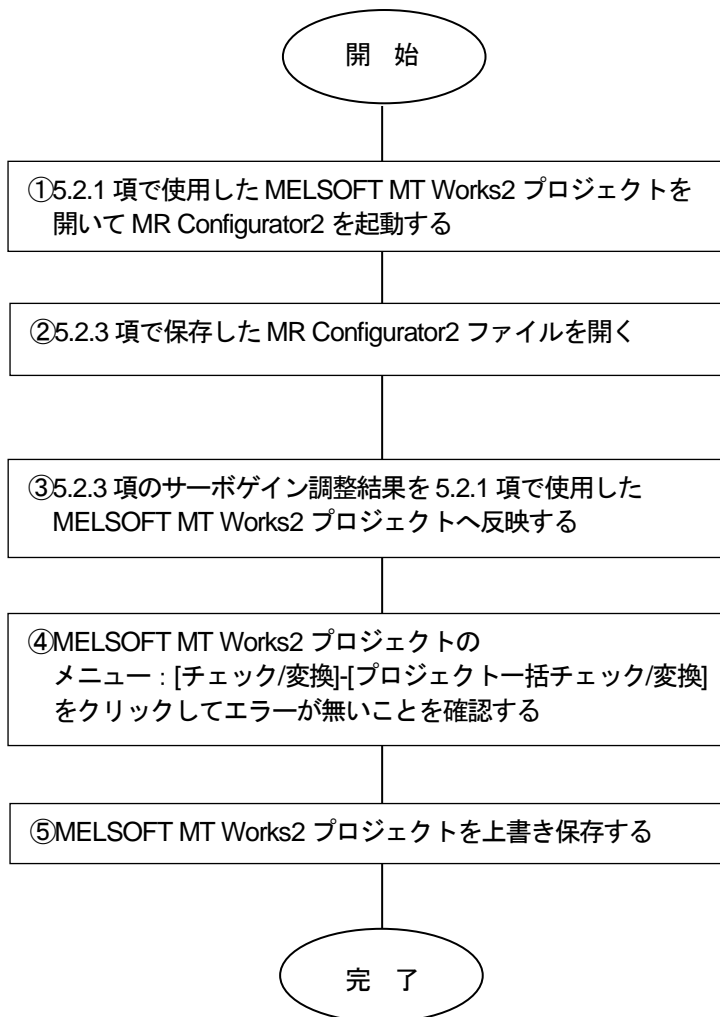 開　始
①5.2.1 項で使用した MELSOFT MT Works2 プロジェクトを
開いて MR Configurator2 を起動する
②5.2.3 項で保存した MR Configurator2 ファイルを開く
③5.2.3 項のサーボゲイン調整結果を 5.2.1 項で使用した
MELSOFT MT Works2 プロジェクトへ反映する
④MELSOFT MT Works2 プロジェクトの
メニュー：[チェック/変換]-[プロジェクト一括チェック/変換]
をクリックしてエラーが無いことを確認する
⑤MELSOFT MT Works2 プロジェクトを上書き保存する
完　了